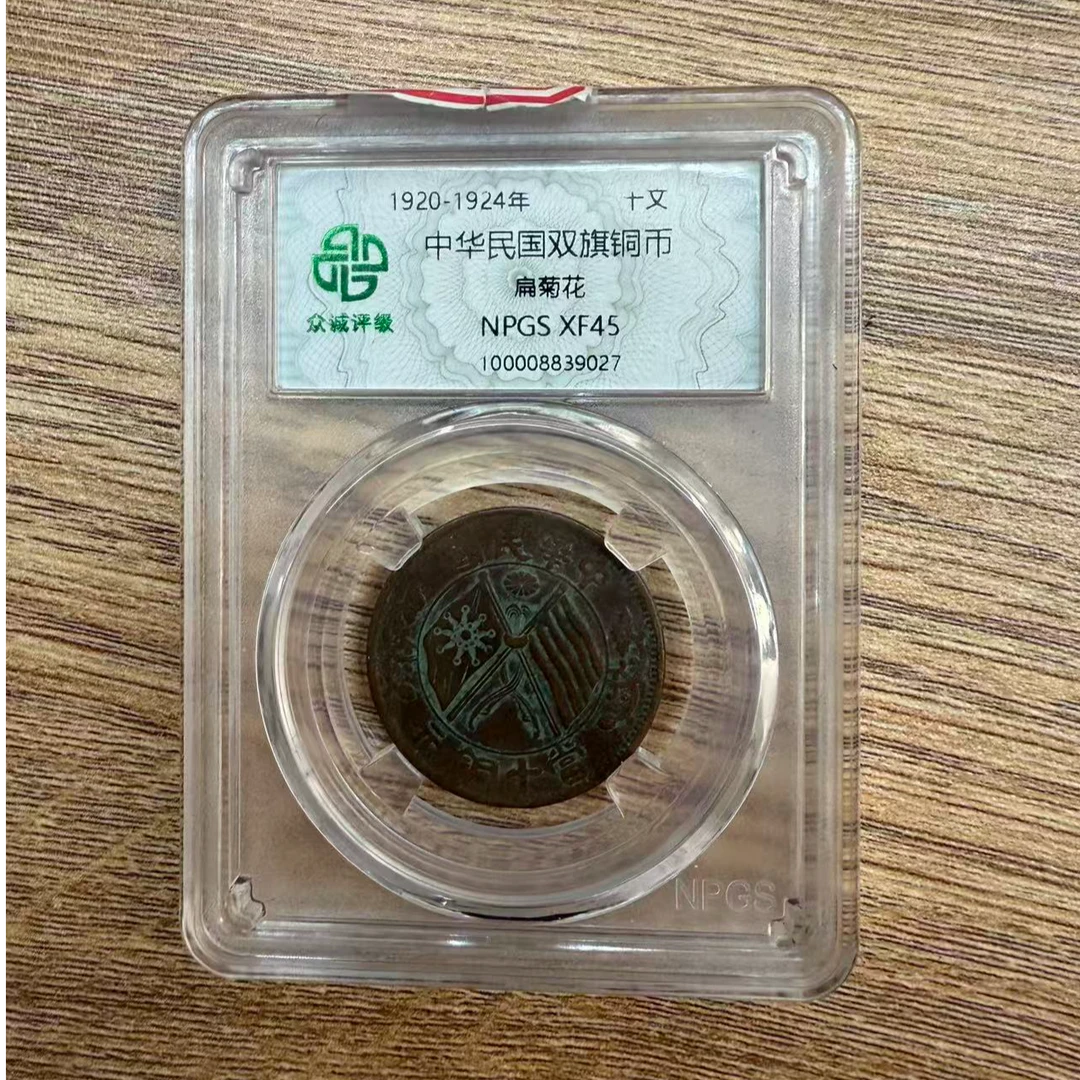 1920-1924年 十文
中华民国双旗铜币
扁菊花
众诚评级
NPGS XF45
100008839027
NPGS